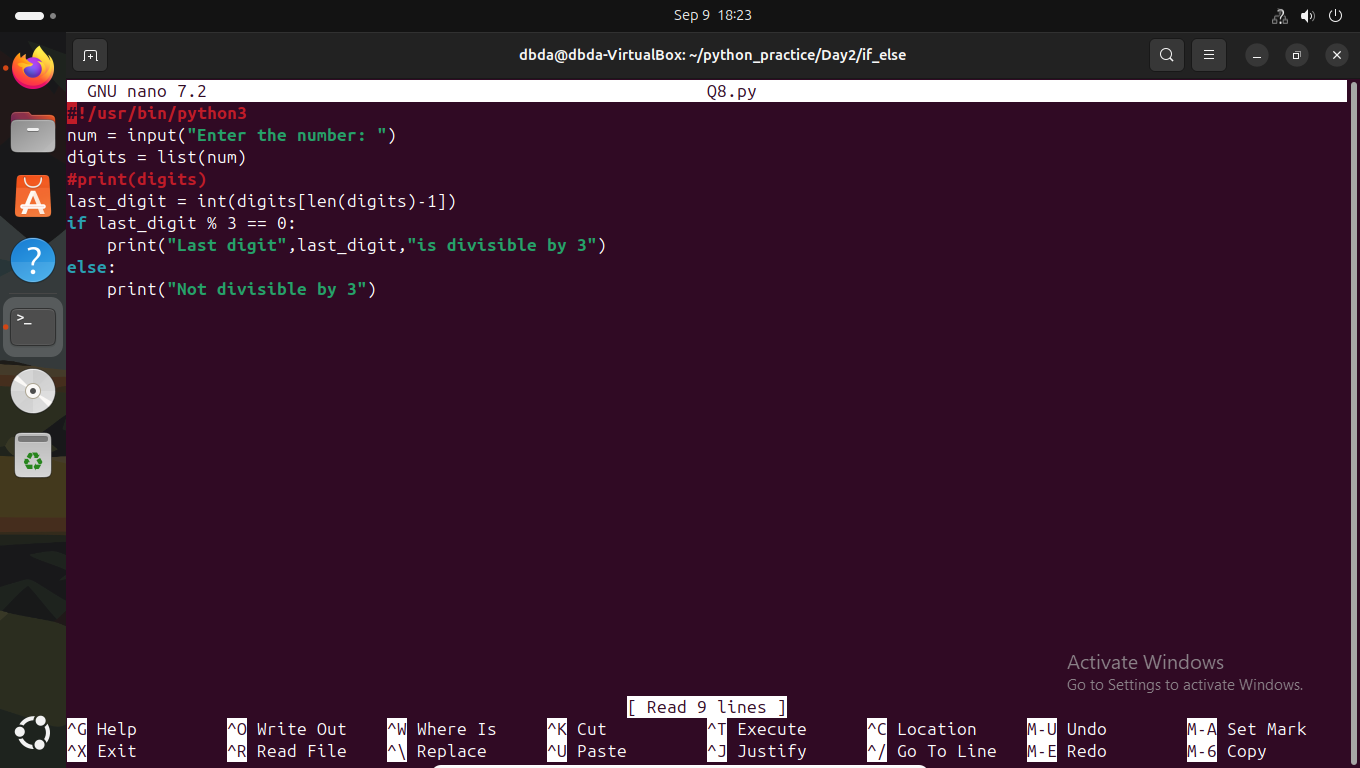 Sep 9 18:23
dbda@dbda-VirtualBox: ~/python_practice/Day2/if_else
GNU nano 7.2 Q8.py
#!/usr/bin/python3
num = input("Enter the number: ")
digits = list(num)
#print(digits)
last_digit = int(digits[len(digits)-1])
if last_digit % 3 == 0:
    print("Last digit",last_digit,"is divisible by 3")
else:
    print("Not divisible by 3")
Activate Windows
Go to Settings to activate Windows.
[ Read 9 lines ]
^G Help ^O Write Out ^W Where Is ^K Cut ^T Execute ^C Location M-U Undo M-A Set Mark
^X Exit ^R Read File ^\ Replace ^U Paste ^J Justify ^/ Go To Line M-E Redo M-6 Copy